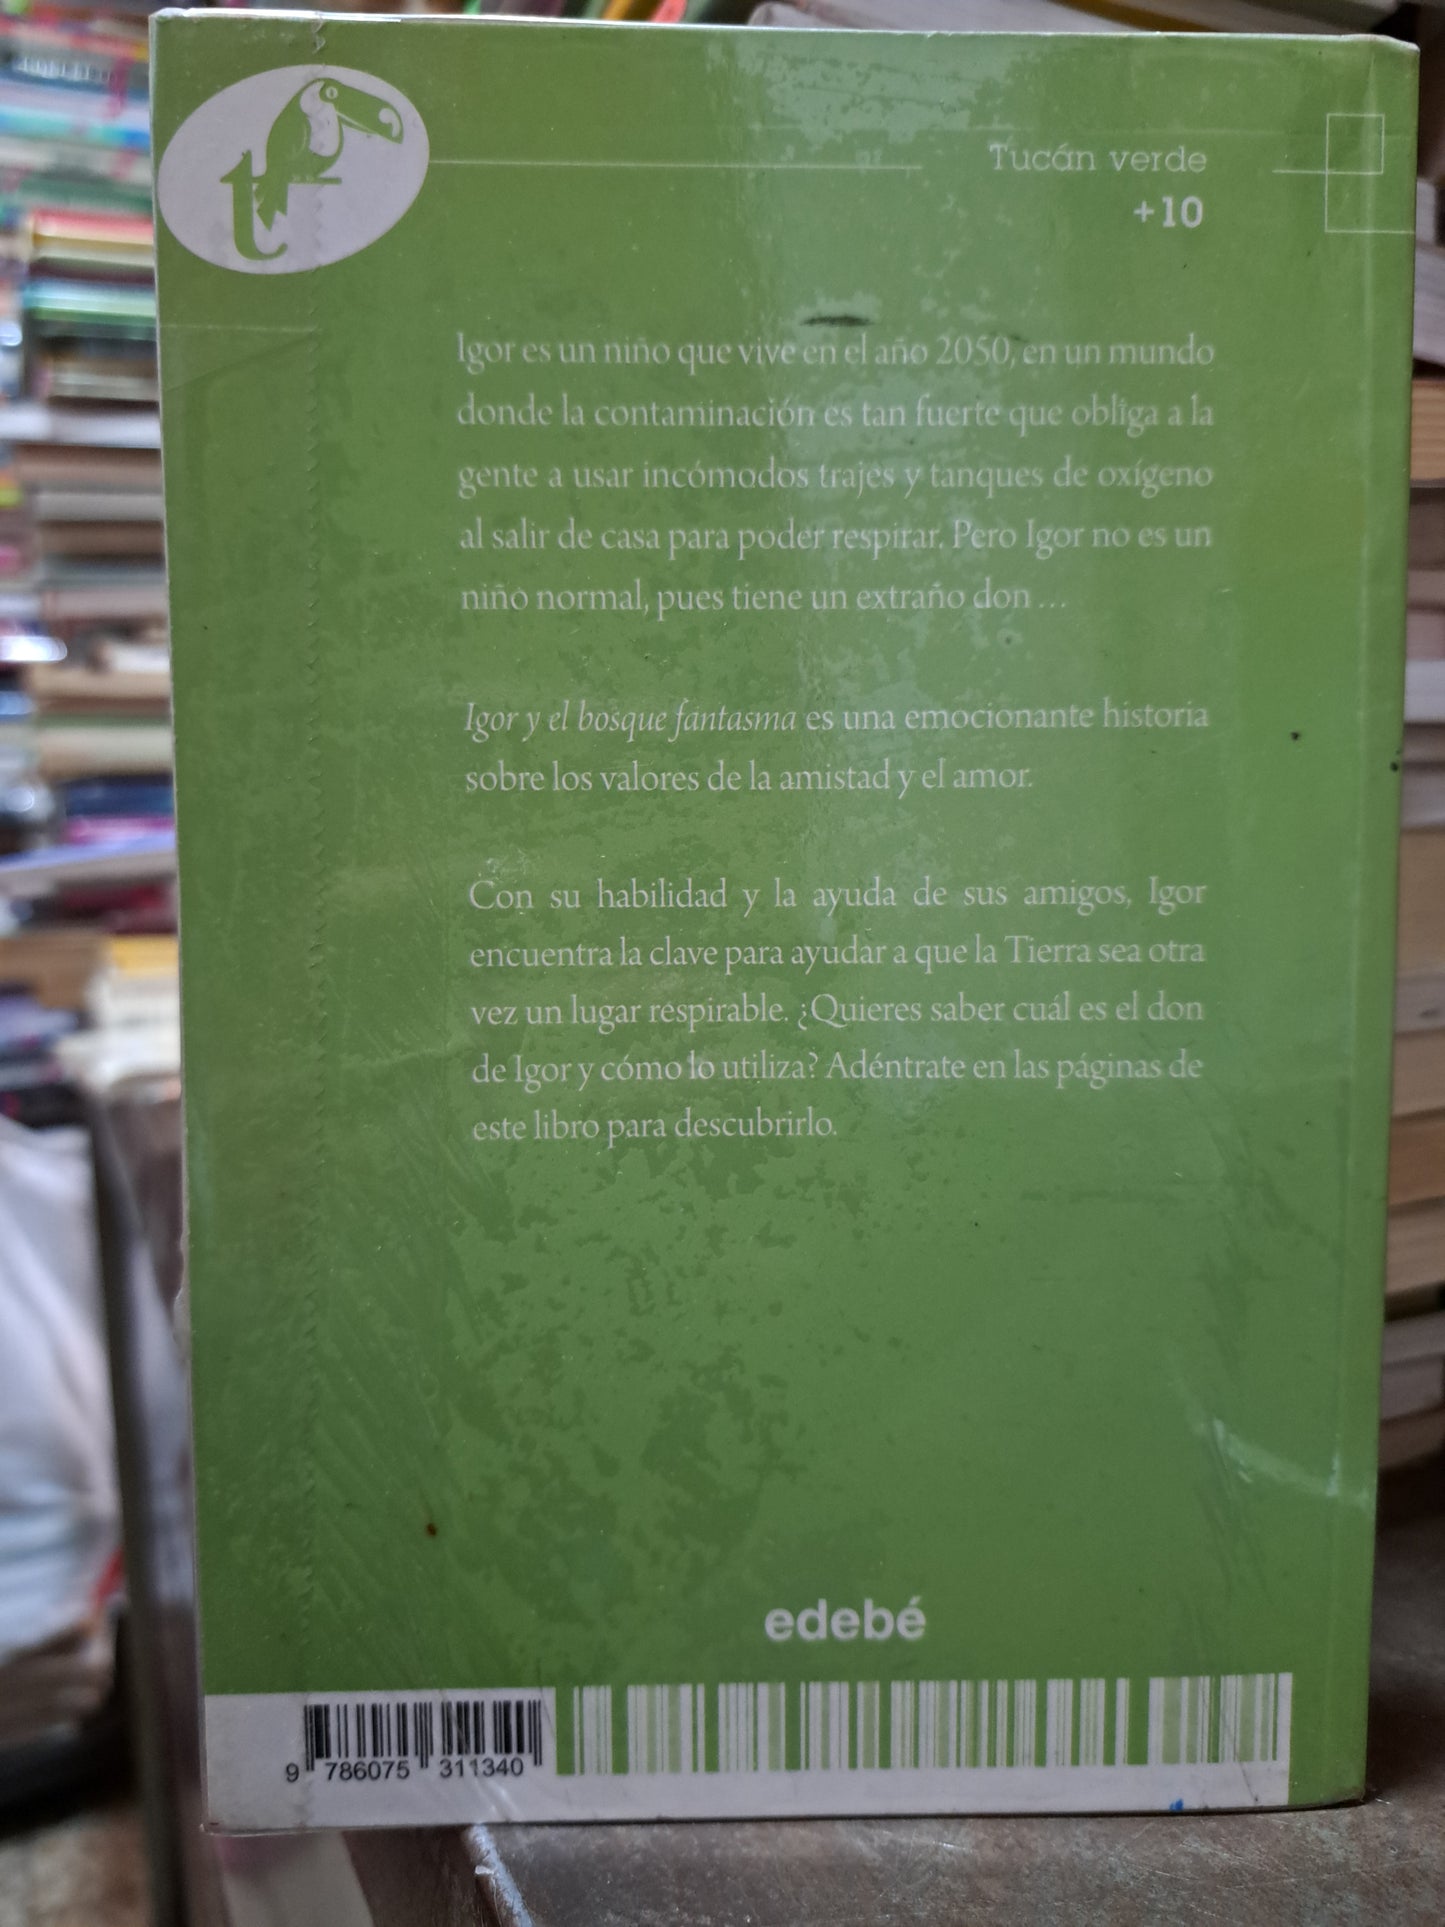 t
Tucán verde
+10
Igor es un niño que vive en el año 2050, en un mundo
donde la contaminación es tan fuerte que obliga a la
gente a usar incómodos trajes y tanques de oxígeno
al salir de casa para poder respirar. Pero Igor no es un
niño normal, pues tiene un extraño don ...
Igor y el bosque fantasma es una emocionante historia
sobre los valores de la amistad y el amor.
Con su habilidad y la ayuda de sus amigos, Igor
encuentra la clave para ayudar a que la Tierra sea otra
vez un lugar respirable. ¿Quieres saber cuál es el don
de Igor y cómo lo utiliza? Adéntrate en las páginas de
este libro para descubrirlo.
edebé
9 786075 311340